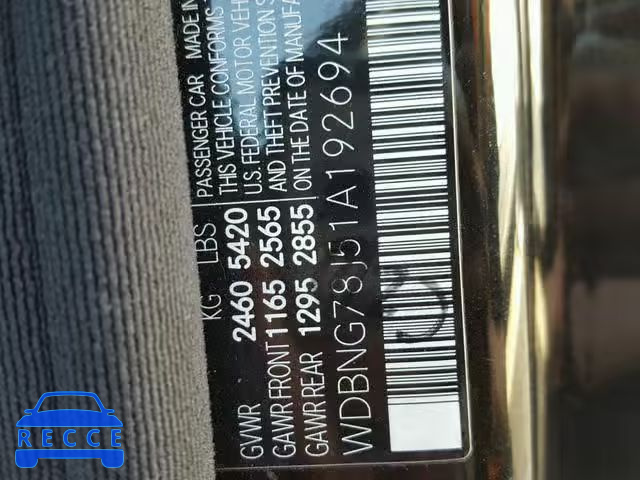 PASSENGER CAR MADE IN
THIS VEHICLE CONFORMS
U.S. FEDERAL MOTOR VEHI
AND THEFT PREVENTION S
ON THE DATE OF MANUFA
KG LBS
GVWR 2460 5420
GAWR FRONT 1165 2565
GAWR REAR 1295 2855
WDBNG78J51A192694
RECCE